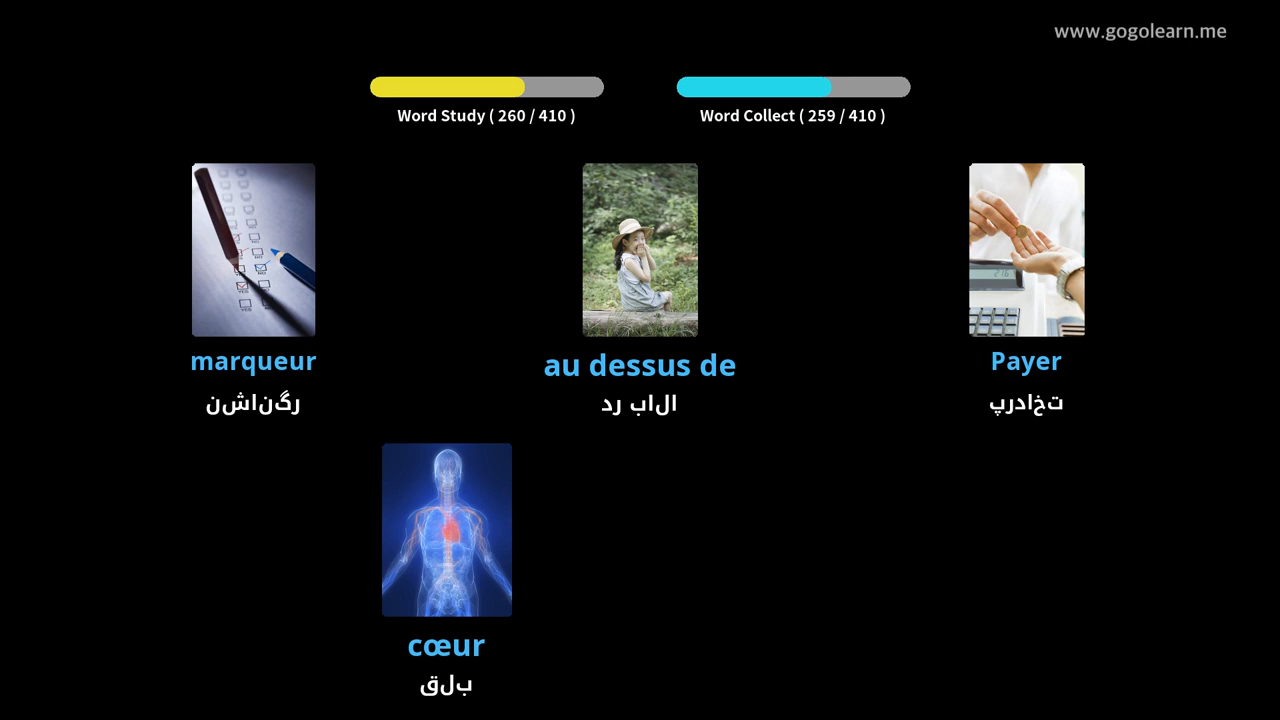 www.gogolearn.me
Word Study ( 260 / 410 )
Word Collect ( 259 / 410 )
marqueur
رگناشن
au dessus de
الاب رد
Payer
تخادرپ
cœur
بلق